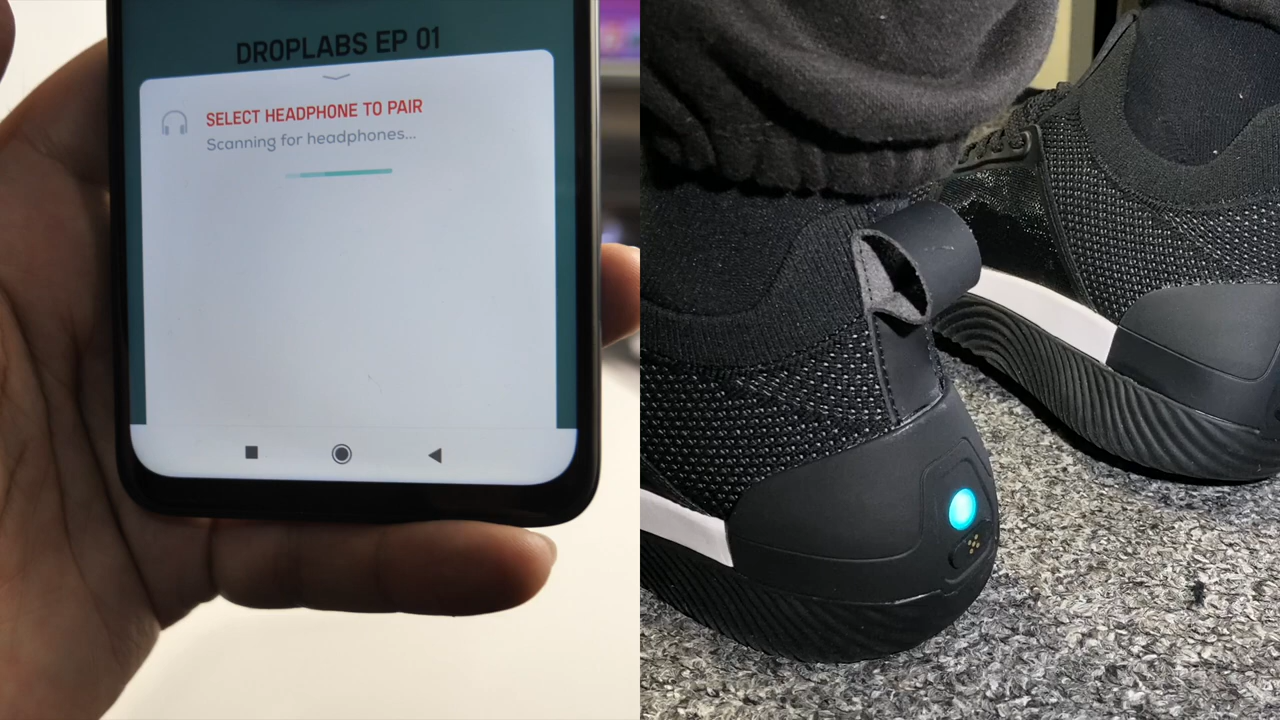 DROPLABS EP 01
SELECT HEADPHONE TO PAIR
Scanning for headphones...